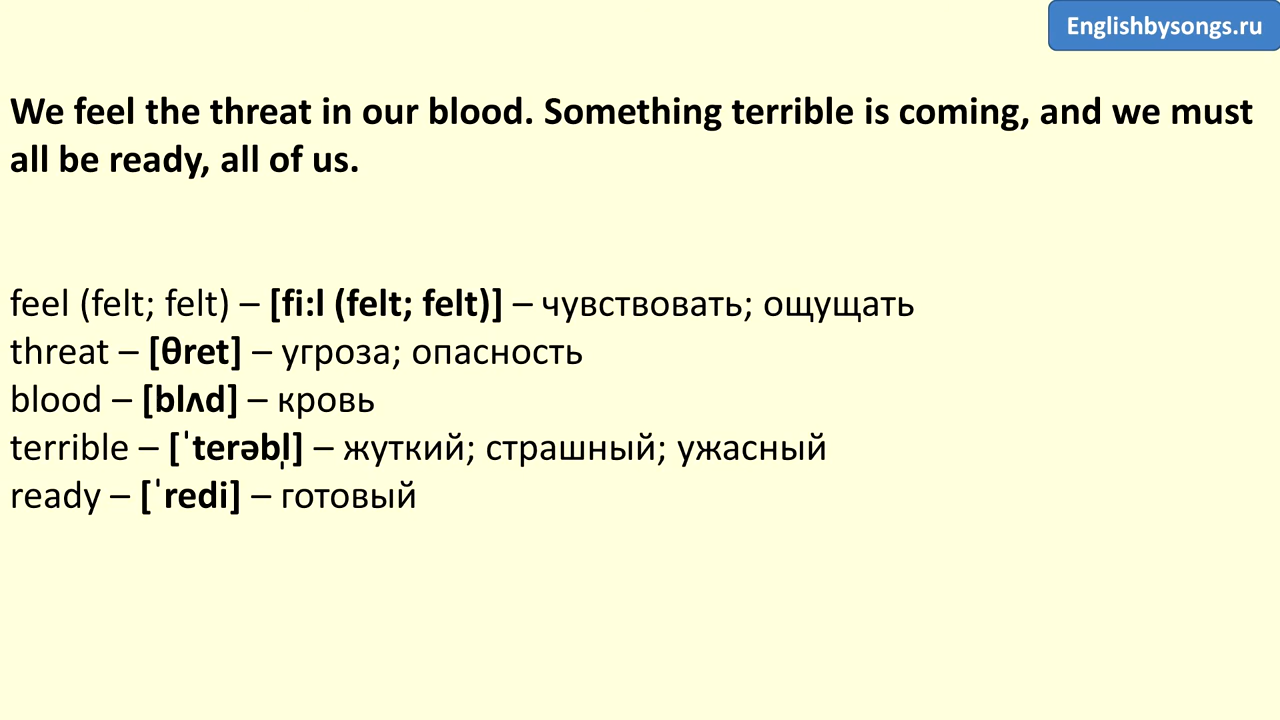 Englishbysongs.ru
We feel the threat in our blood. Something terrible is coming, and we must
all be ready, all of us.
feel (felt; felt) – [fi:l (felt; felt)] – чувствовать; ощущать
threat – [θret] – угроза; опасность
blood – [blʌd] – кровь
terrible – [ˈterəbl̩] – жуткий; страшный; ужасный
ready – [ˈredi] – готовый